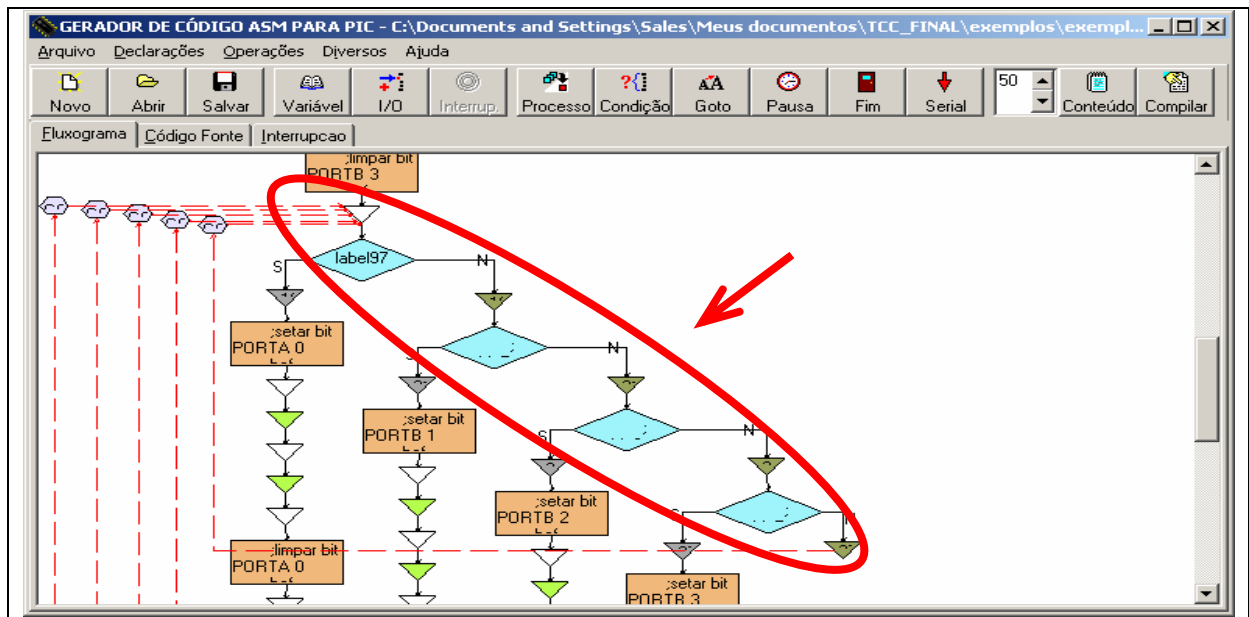 GERADOR DE CÓDIGO ASM PARA PIC - C:\Documents and Settings\Sales\Meus documentos\TCC_FINAL\exemplos\exempl...
Arquivo Declarações Operações Diversos Ajuda
Novo Abrir Salvar Variável I/O Interrup. Processo Condição Goto Pausa Fim Serial 50 Conteúdo Compilar
Fluxograma Código Fonte Interrupcao
;limpar bit
PORTB 3
label97
S N
;setar bit
PORTA 0
S N
;setar bit
PORTB 1
S N
;setar bit
PORTB 2
S N
;limpar bit
PORTA 0
;setar bit
PORTB 3